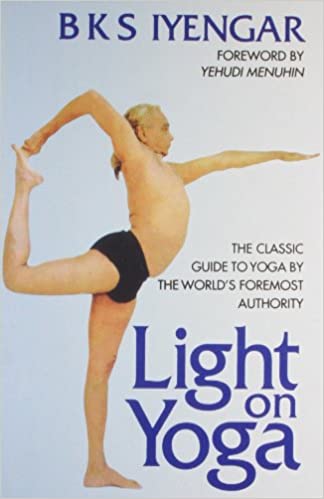 B K S IYENGAR
FOREWORD BY
YEHUDI MENUHIN
THE CLASSIC
GUIDE TO YOGA BY
THE WORLD'S FOREMOST
AUTHORITY
Light
on
Yoga